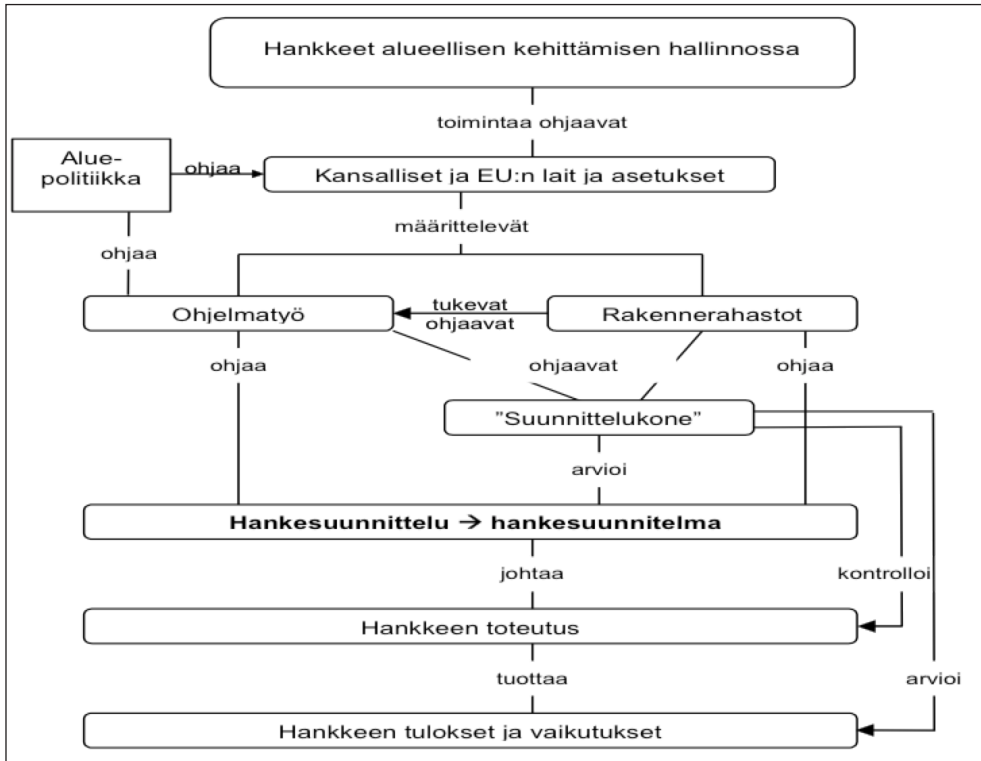 Hankkeet alueellisen kehittämisen hallinnossa
toimintaa ohjaavat
Alue-
politiikka
ohjaa
Kansalliset ja EU:n lait ja asetukset
määrittelevät
ohjaa
Ohjelmatyö
tukevat
ohjaavat
Rakennerahastot
ohjaa
ohjaavat
ohjaa
"Suunnittelukone"
arvioi
Hankesuunnittelu → hankesuunnitelma
johtaa
kontrolloi
Hankkeen toteutus
tuottaa
arvioi
Hankkeen tulokset ja vaikutukset